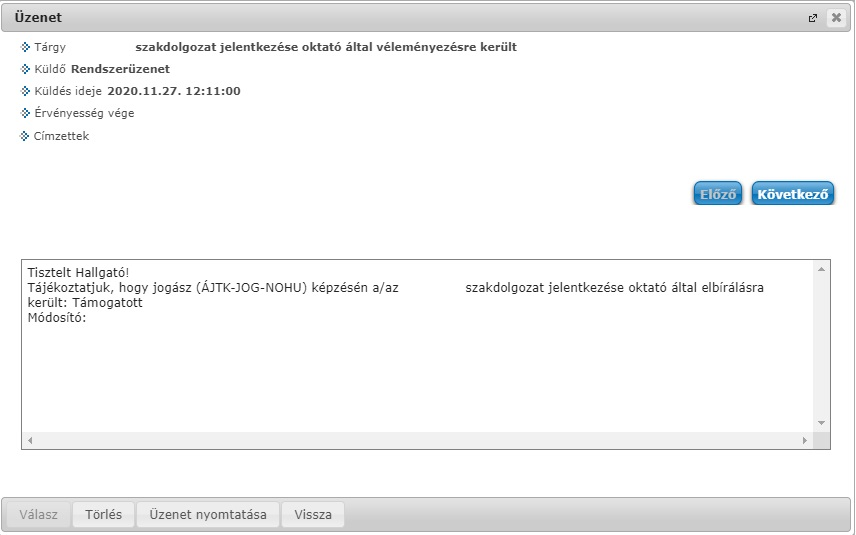 Üzenet
Tárgy szakdolgozat jelentkezése oktató által véleményezésre került
Küldő Rendszerüzenet
Küldés ideje 2020.11.27. 12:11:00
Érvényesség vége
Címzettek
Előző Következő
Tisztelt Hallgató!
Tájékoztatjuk, hogy jogász (ÁJTK-JOG-NOHU) képzésén a/az szakdolgozat jelentkezése oktató által elbírálásra
került: Támogatott
Módosító:
Válasz Törlés Üzenet nyomtatása Vissza